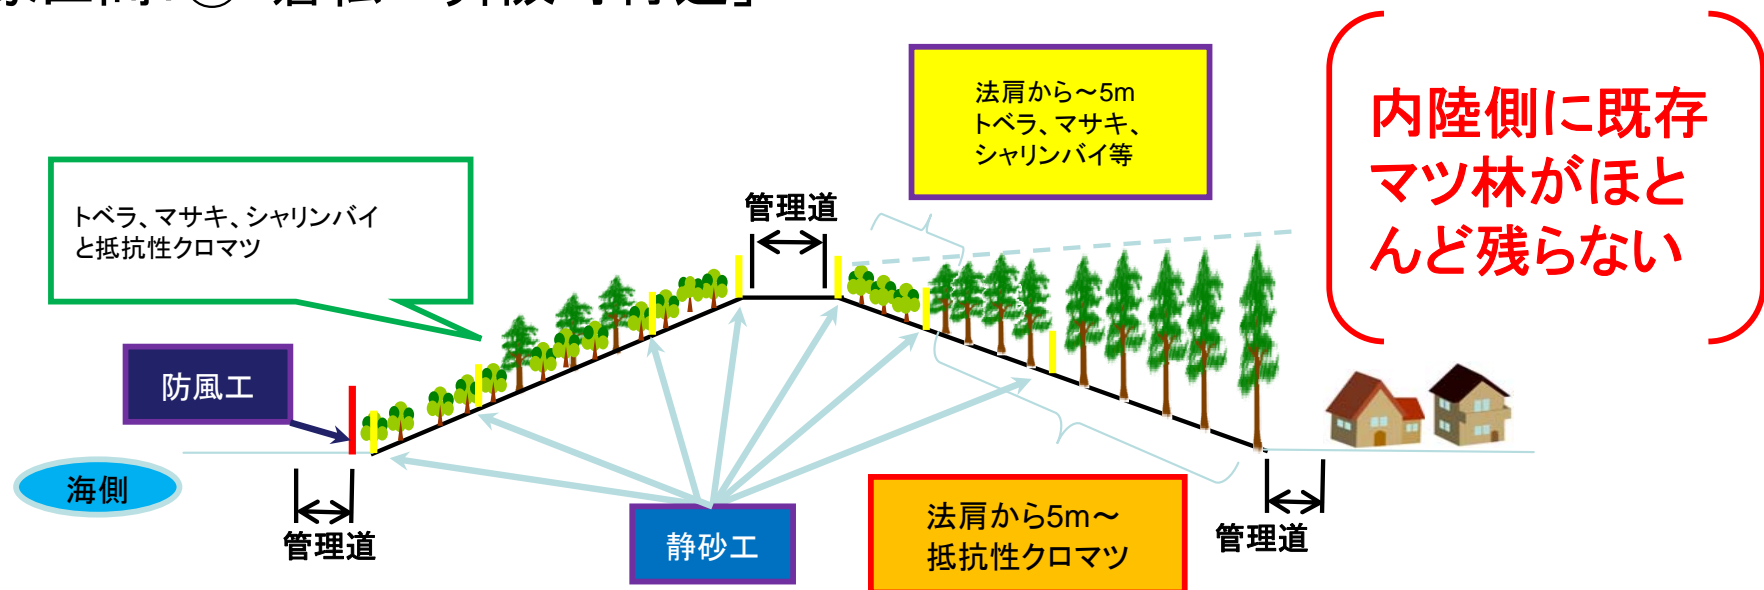 法肩から～5m
トベラ、マサキ、
シャリンバイ等
内陸側に既存
マツ林がほと
んど残らない
トベラ、マサキ、シャリンバイ
と抵抗性クロマツ
管理道
防風工
海側
管理道
静砂工
法肩から5m～
抵抗性クロマツ
管理道